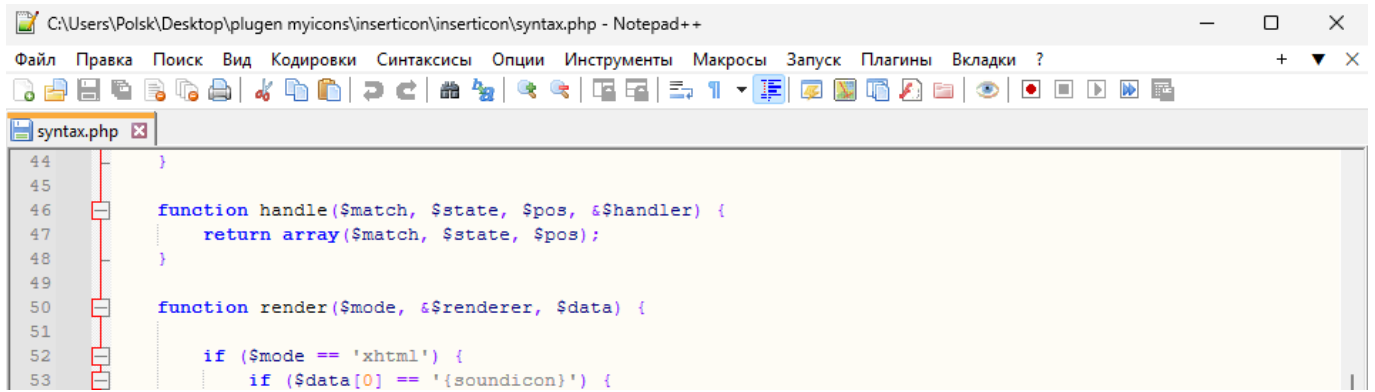 C:\Users\Polsk\Desktop\plugen myicons\inserticon\inserticon\syntax.php - Notepad++
Файл Правка Поиск Вид Кодировки Синтаксисы Опции Инструменты Макросы Запуск Плагины Вкладки ?
syntax.php
44 }
45
46 function handle($match, $state, $pos, &$handler) {
47 return array($match, $state, $pos);
48 }
49
50 function render($mode, &$renderer, $data) {
51
52 if ($mode == 'xhtml') {
53 if ($data[0] == '{soundicon}') {